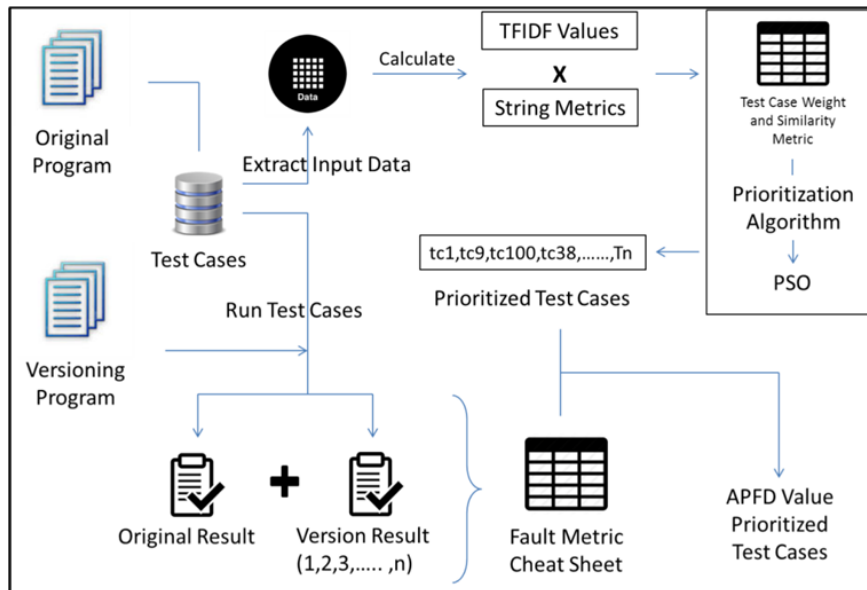 Original
Program
Data
Calculate
TFIDF Values
X
String Metrics
Test Case Weight
and Similarity
Metric
Prioritization
Algorithm
PSO
Extract Input Data
Test Cases
tc1,tc9,tc100,tc38,......,Tn
Prioritized Test Cases
Run Test Cases
Versioning
Program
Original Result
Version Result
(1,2,3,..... ,n)
Fault Metric
Cheat Sheet
APFD Value
Prioritized
Test Cases